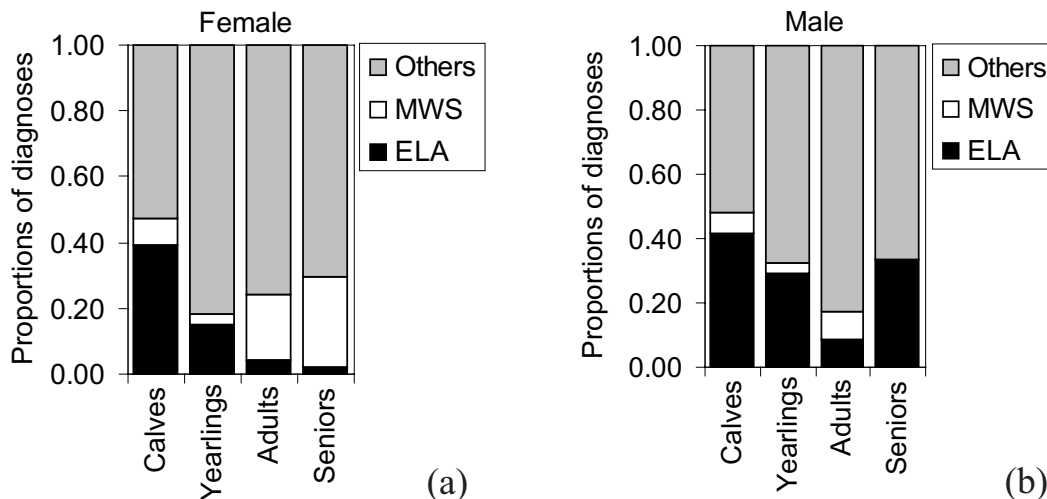 Female
Proportions of diagnoses
1.00
0.80
0.60
0.40
0.20
0.00
Calves
Yearlings
Adults
Seniors
Others
MWS
ELA
(a)
Male
Proportions of diagnoses
1.00
0.80
0.60
0.40
0.20
0.00
Calves
Yearlings
Adults
Seniors
Others
MWS
ELA
(b)